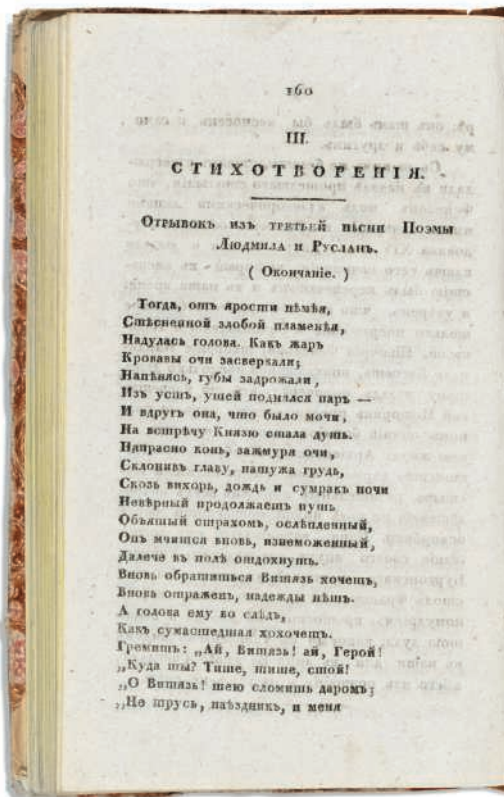 160
III.
СТИХОТВОРЕНІЯ.
Отрывокъ изъ третьей пѣсни Поэмы
Людмила и Русланъ.
( Окончаніе. )
Тогда, отъ ярости нѣмѣя,
Стѣсненной злобой пламенѣя,
Надулась голова. Какъ жаръ
Кровавы очи засверкали;
Напѣнясь, губы задрожали,
Изъ устъ, ушей поднялся паръ —
И вдругъ она, что было мочи,
На встрѣчу Князю стала дуть.
Напрасно конь, зажмуря очи,
Склонивъ главу, натужа грудь,
Сквозь вихорь, дождь и сумракъ ночи
Невѣрный продолжаетъ путь
Объятый страхомъ, ослѣпленный,
Онъ мчится вновь, изнеможенный,
Далече въ полѣ отдохнуть.
Вновь обратиться Витязь хочетъ,
Вновь отраженъ, надежды нѣтъ.
А голова ему во слѣдъ,
Какъ сумасшедшая хохочетъ.
Гремитъ: „Ай, Витязь! ай, Герой!
„Куда ты? Тише, тише, стой!
„О Витязь! шею сломишь даромъ;
„Не трусь, наѣздникъ, и меня